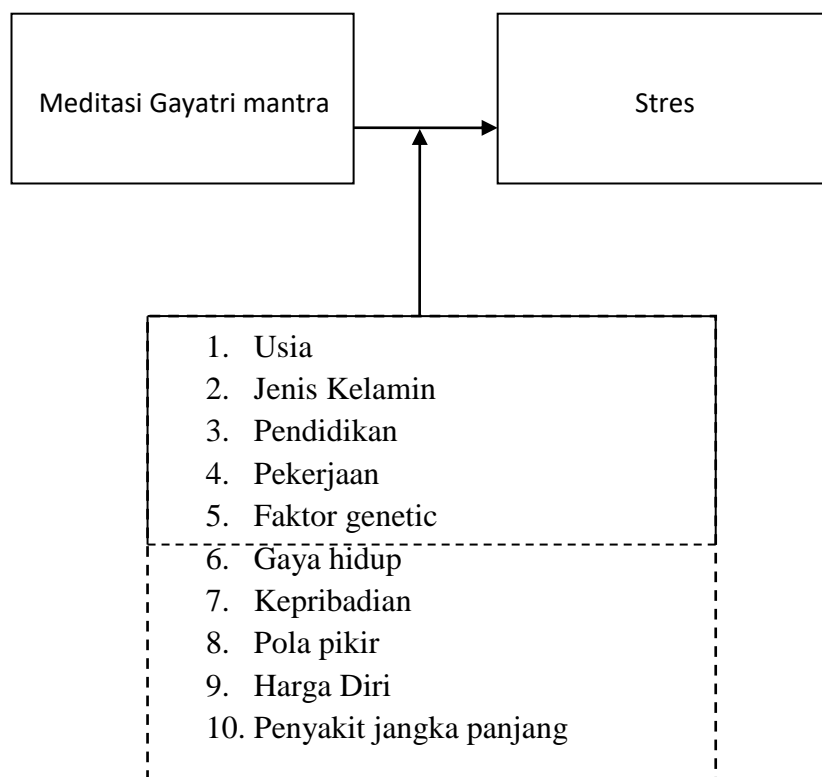 Meditasi Gayatri mantra
Stres
1. Usia
2. Jenis Kelamin
3. Pendidikan
4. Pekerjaan
5. Faktor genetic
6. Gaya hidup
7. Kepribadian
8. Pola pikir
9. Harga Diri
10. Penyakit jangka panjang